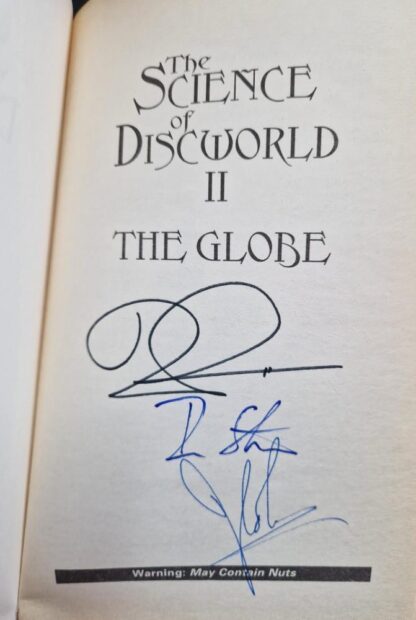 The
SCIENCE
of
DISCWORLD
II
THE GLOBE
Warning: May Contain Nuts